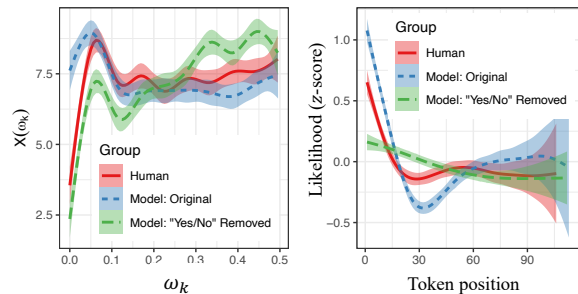 X(ωk)
7.5
5.0
2.5
0.0 0.1 0.2 0.3 0.4 0.5
ωk
Group
Human
Model: Original
Model: "Yes/No" Removed
Likelihood (z-score)
1.0
0.5
0.0
−0.5
0 30 60 90
Token position
Group
Human
Model: Original
Model: "Yes/No" Removed